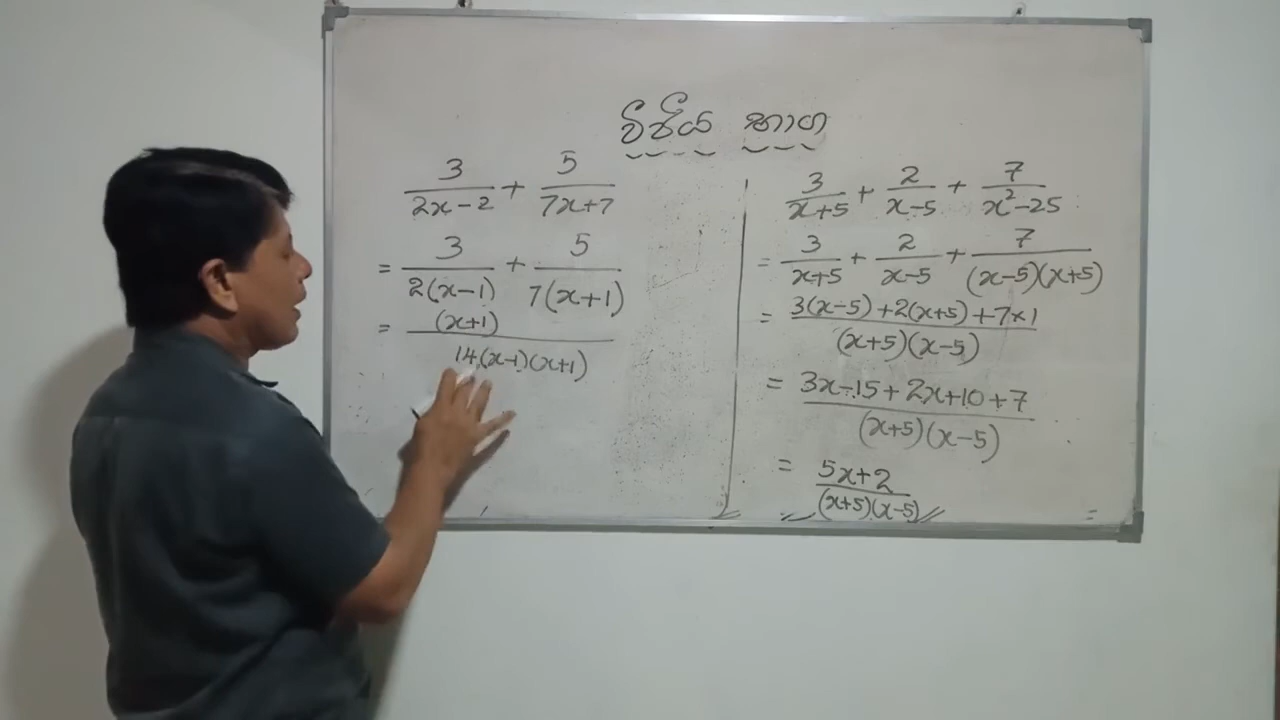 වීජීය භාග
3/(2x-2) + 5/(7x+7)
= 3/(2(x-1)) + 5/(7(x+1))
= (x+1)/(14(x-1)(x+1))
3/(x+5) + 2/(x-5) + 7/(x²-25)
= 3/(x+5) + 2/(x-5) + 7/((x-5)(x+5))
= (3(x-5)+2(x+5)+7×1)/((x+5)(x-5))
= (3x-15+2x+10+7)/((x+5)(x-5))
= (5x+2)/((x+5)(x-5))